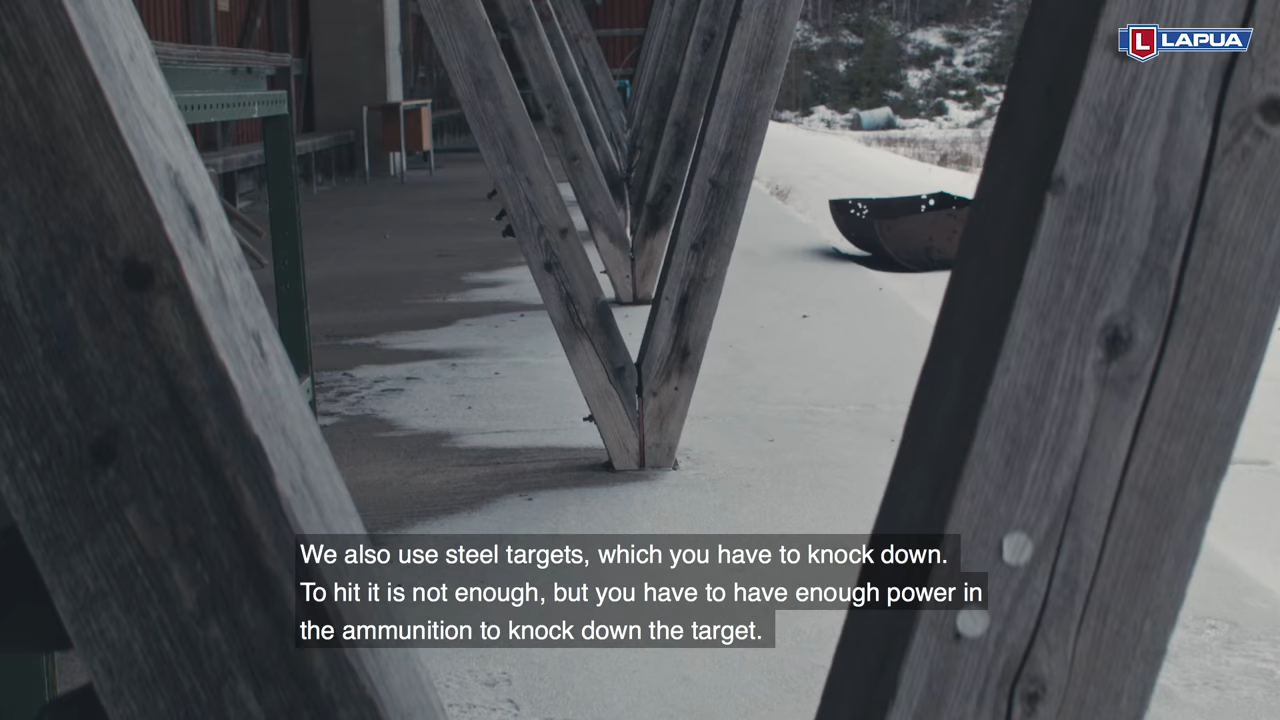 LAPUA
We also use steel targets, which you have to knock down.
To hit it is not enough, but you have to have enough power in
the ammunition to knock down the target.